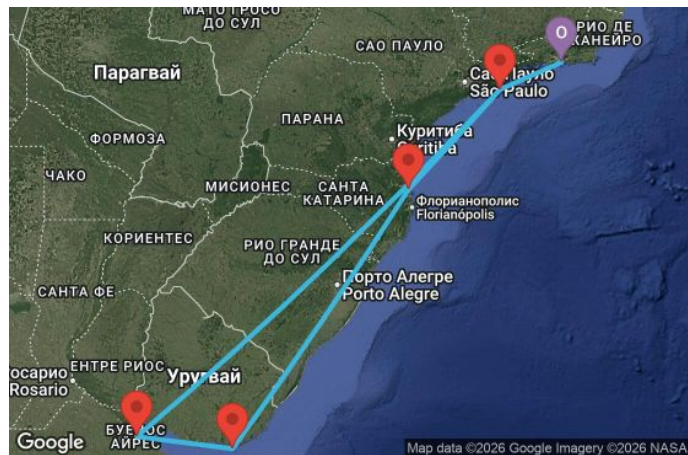 МАТО ГРОСО
ДО СУЛ
О
РИО ДЕ
ЖАНЕЙРО
САО ПАУЛО
Парагвай
São Paulo
ФОРМОЗА
ПАРАНА
Куритиба
ЧАКО
МИСИОНЕС
САНТА
КАТАРИНА
Флорианополис
Florianópolis
КОРИЕНТЕС
РИО ГРАНДЕ
ДО СУЛ
САНТА ФЕ
Порто Алегре
Porto Alegre
ЕНТРЕ РИОС
Уругвай
Rosario
АЙРЕС
Google
Map data ©2026 Google Imagery ©2026 NASA